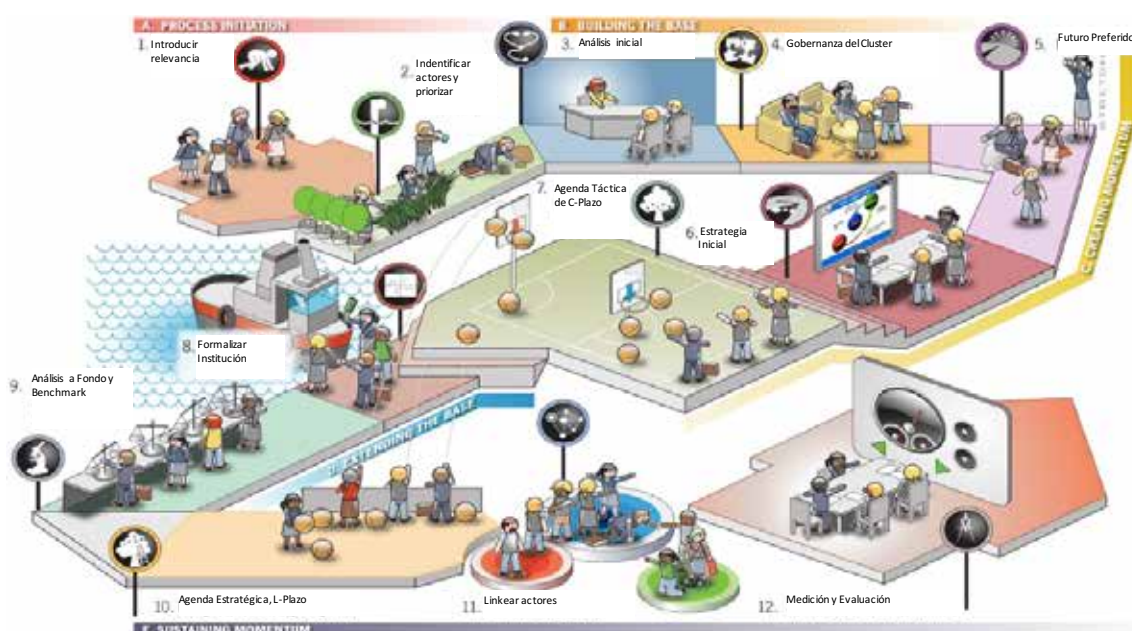 A. PROCESS INITIATION
B. BUILDING THE BASE
1. Introducir
relevancia
2. Indentificar
actores y
priorizar
3. Análisis inicial
4. Gobernanza del Cluster
5. Futuro Preferido
C. CREATING MOMENTUM
6. Estrategia
Inicial
7. Agenda Táctica
de C-Plazo
8. Formalizar
Institución
9. Análisis a Fondo y
Benchmark
EXTENDING THE BASE
10. Agenda Estratégica, L-Plazo
11. Linkear actores
12. Medición y Evaluación
E. SUSTAINING MOMENTUM